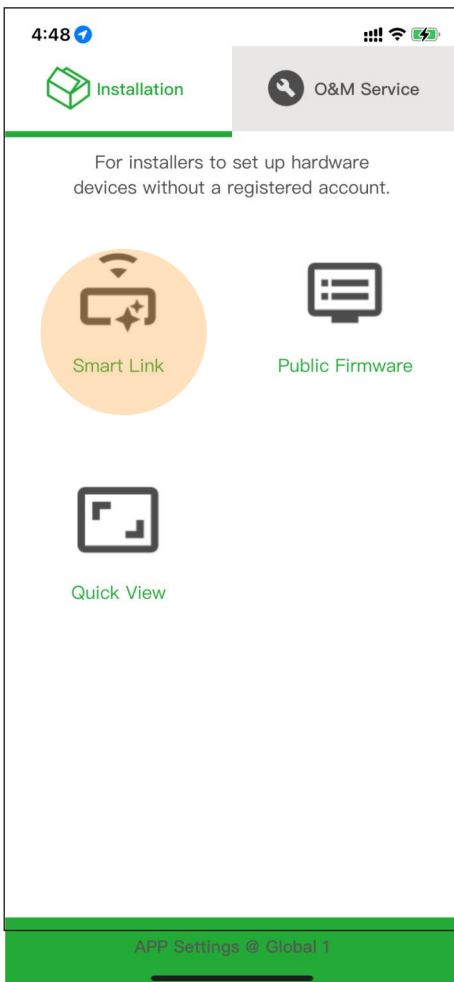 4:48
Installation
O&M Service
For installers to set up hardware
devices without a registered account.
Smart Link
Public Firmware
Quick View
APP Settings @ Global 1